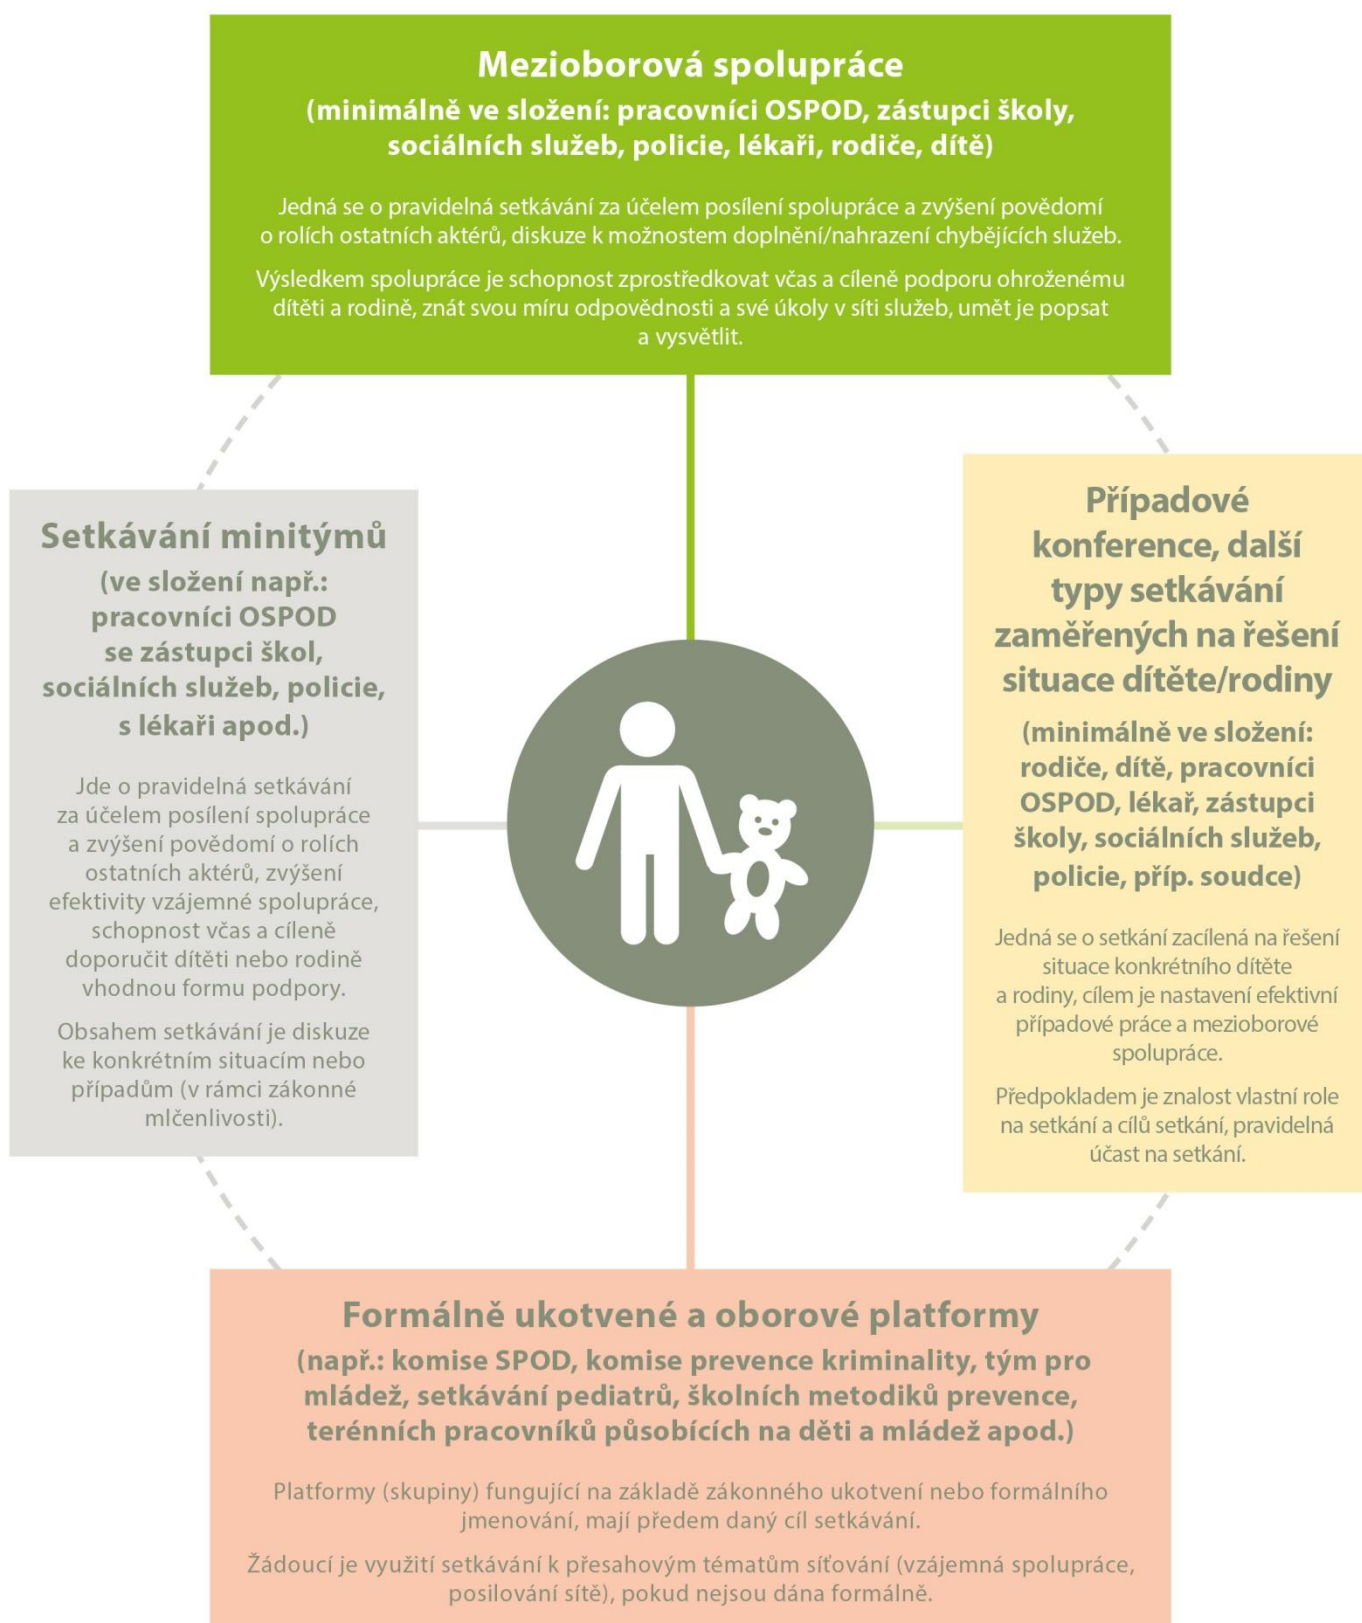 Mezioborová spolupráce
(minimálně ve složení: pracovníci OSPOD, zástupci školy,
sociálních služeb, policie, lékaři, rodiče, dítě)
Jedná se o pravidelná setkávání za účelem posílení spolupráce a zvýšení povědomí
o rolích ostatních aktérů, diskuze k možnostem doplnění/nahrazení chybějících služeb.
Výsledkem spolupráce je schopnost zprostředkovat včas a cíleně podporu ohroženému
dítěti a rodině, znát svou míru odpovědnosti a své úkoly v síti služeb, umět je popsat
a vysvětlit.
Setkávání minitýmů
(ve složení např.:
pracovníci OSPOD
se zástupci škol,
sociálních služeb, policie,
s lékaři apod.)
Jde o pravidelná setkávání
za účelem posílení spolupráce
a zvýšení povědomí o rolích
ostatních aktérů, zvýšení
efektivity vzájemné spolupráce,
schopnost včas a cíleně
doporučit dítěti nebo rodině
vhodnou formu podpory.
Obsahem setkávání je diskuze
ke konkrétním situacím nebo
případům (v rámci zákonné
mlčenlivosti).
Případové
konference, další
typy setkávání
zaměřených na řešení
situace dítěte/rodiny
(minimálně ve složení:
rodiče, dítě, pracovníci
OSPOD, lékař, zástupci
školy, sociálních služeb,
policie, příp. soudce)
Jedná se o setkání zacílená na řešení
situace konkrétního dítěte
a rodiny, cílem je nastavení efektivní
případové práce a mezioborové
spolupráce.
Předpokladem je znalost vlastní role
na setkání a cílů setkání, pravidelná
účast na setkání.
Formálně ukotvené a oborové platformy
(např.: komise SPOD, komise prevence kriminality, tým pro
mládež, setkávání pediatrů, školních metodiků prevence,
terénních pracovníků působících na děti a mládež apod.)
Platformy (skupiny) fungující na základě zákonného ukotvení nebo formálního
jmenování, mají předem daný cíl setkávání.
Žádoucí je využití setkávání k přesahovým tématům síťování (vzájemná spolupráce,
posilování sítě), pokud nejsou dána formálně.